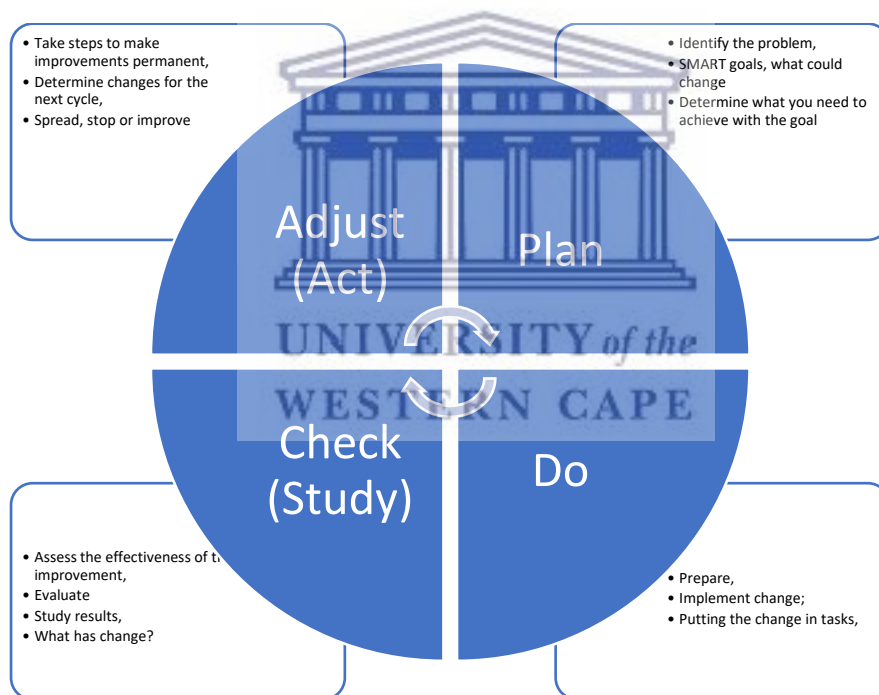 • Take steps to make
improvements permanent,
• Determine changes for the
next cycle,
• Spread, stop or improve
• Identify the problem,
• SMART goals, what could
change
• Determine what you need to
achieve with the goal
Adjust
(Act)
Plan
UNIVERSITY of the
WESTERN CAPE
Check
(Study)
Do
• Assess the effectiveness of
improvement,
• Evaluate
• Study results,
• What has change?
• Prepare,
• Implement change;
• Putting the change in tasks,